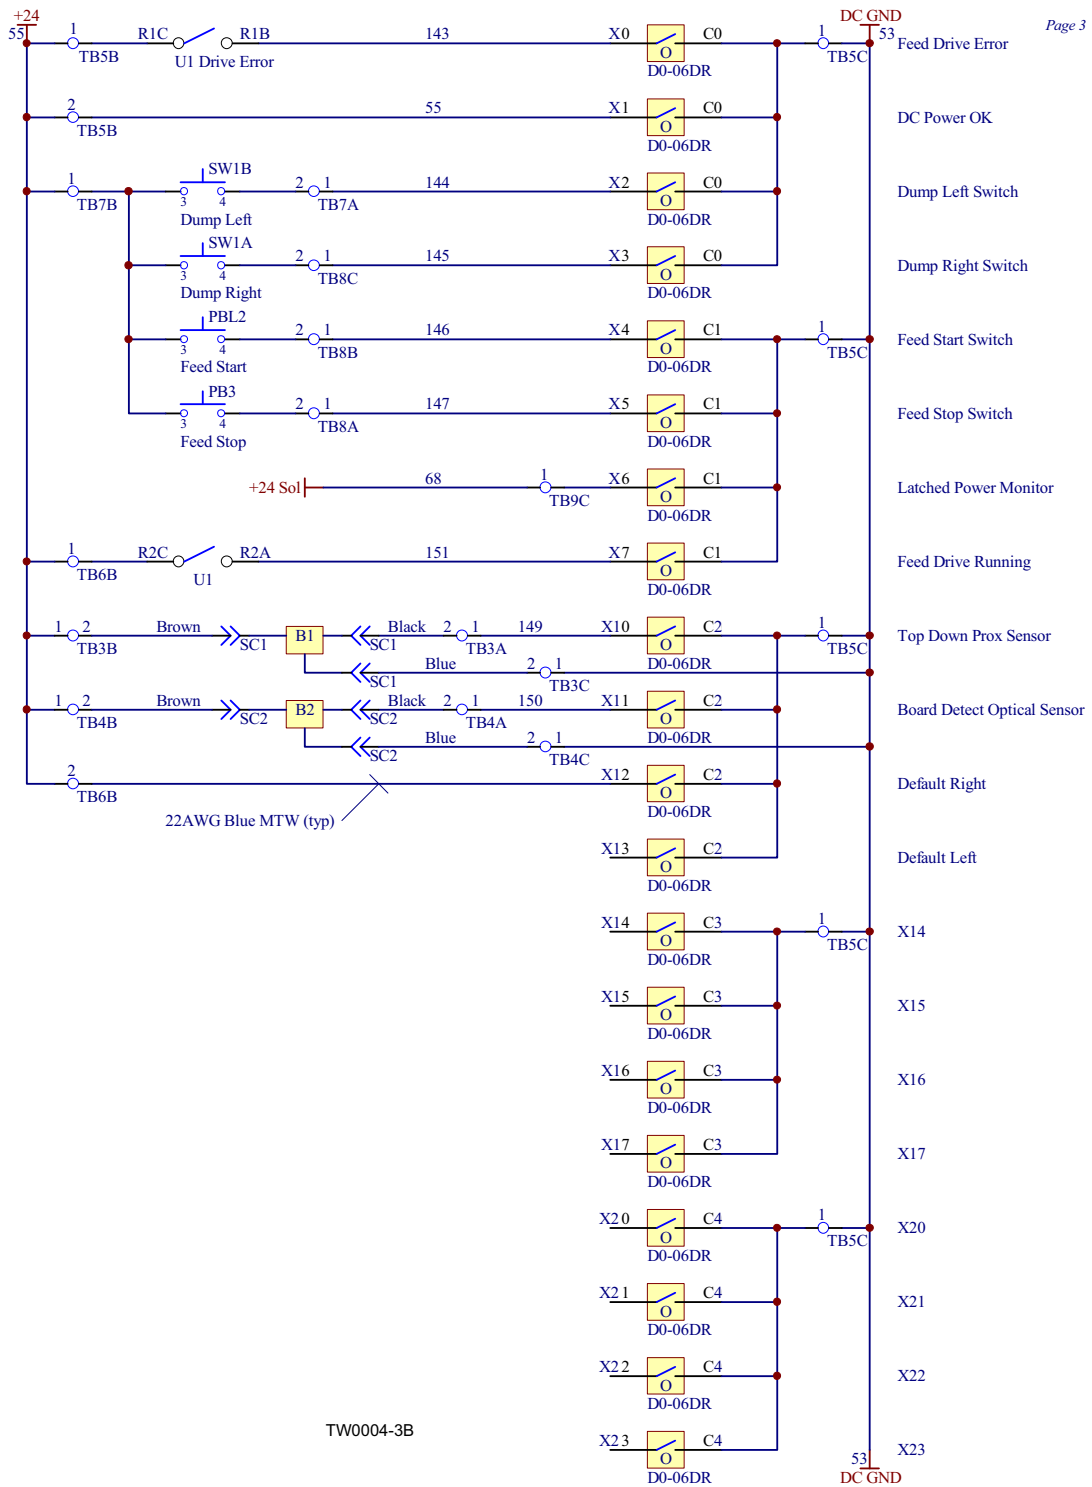 +24
DC GND
Page 3
55 1 R1C R1B 143 X0 C0 1 53 Feed Drive Error
TB5B U1 Drive Error O TB5C
D0-06DR
2 55 X1 C0 DC Power OK
TB5B O
D0-06DR
SW1B
1 3 4 2 1 144 X2 C0 Dump Left Switch
TB7B Dump Left TB7A O
D0-06DR
SW1A
3 4 2 1 145 X3 C0 Dump Right Switch
Dump Right TB8C O
D0-06DR
PBL2
3 4 2 1 146 X4 C1 1 Feed Start Switch
Feed Start TB8B O TB5C
D0-06DR
PB3
3 4 2 1 147 X5 C1 Feed Stop Switch
Feed Stop TB8A O
D0-06DR
+24 Sol 68 1 X6 C1 Latched Power Monitor
TB9C O
D0-06DR
1 R2C R2A 151 X7 C1 Feed Drive Running
TB6B U1 O
D0-06DR
1 2 Brown B1 Black 2 1 149 X10 C2 1 Top Down Prox Sensor
TB3B SC1 SC1 TB3A O TB5C
D0-06DR
Blue 2 1
SC1 TB3C
1 2 Brown B2 Black 2 1 150 X11 C2 Board Detect Optical Sensor
TB4B SC2 SC2 TB4A O
D0-06DR
Blue 2 1
SC2 TB4C
2 X12 C2 Default Right
TB6B O
D0-06DR
22AWG Blue MTW (typ)
X13 C2 Default Left
O
D0-06DR
X14 C3 1 X14
O TB5C
D0-06DR
X15 C3 X15
O
D0-06DR
X16 C3 X16
O
D0-06DR
X17 C3 X17
O
D0-06DR
X20 C4 1 X20
O TB5C
D0-06DR
X21 C4 X21
O
D0-06DR
X22 C4 X22
O
D0-06DR
TW0004-3B
X23 C4 53 X23
O
D0-06DR
DC GND